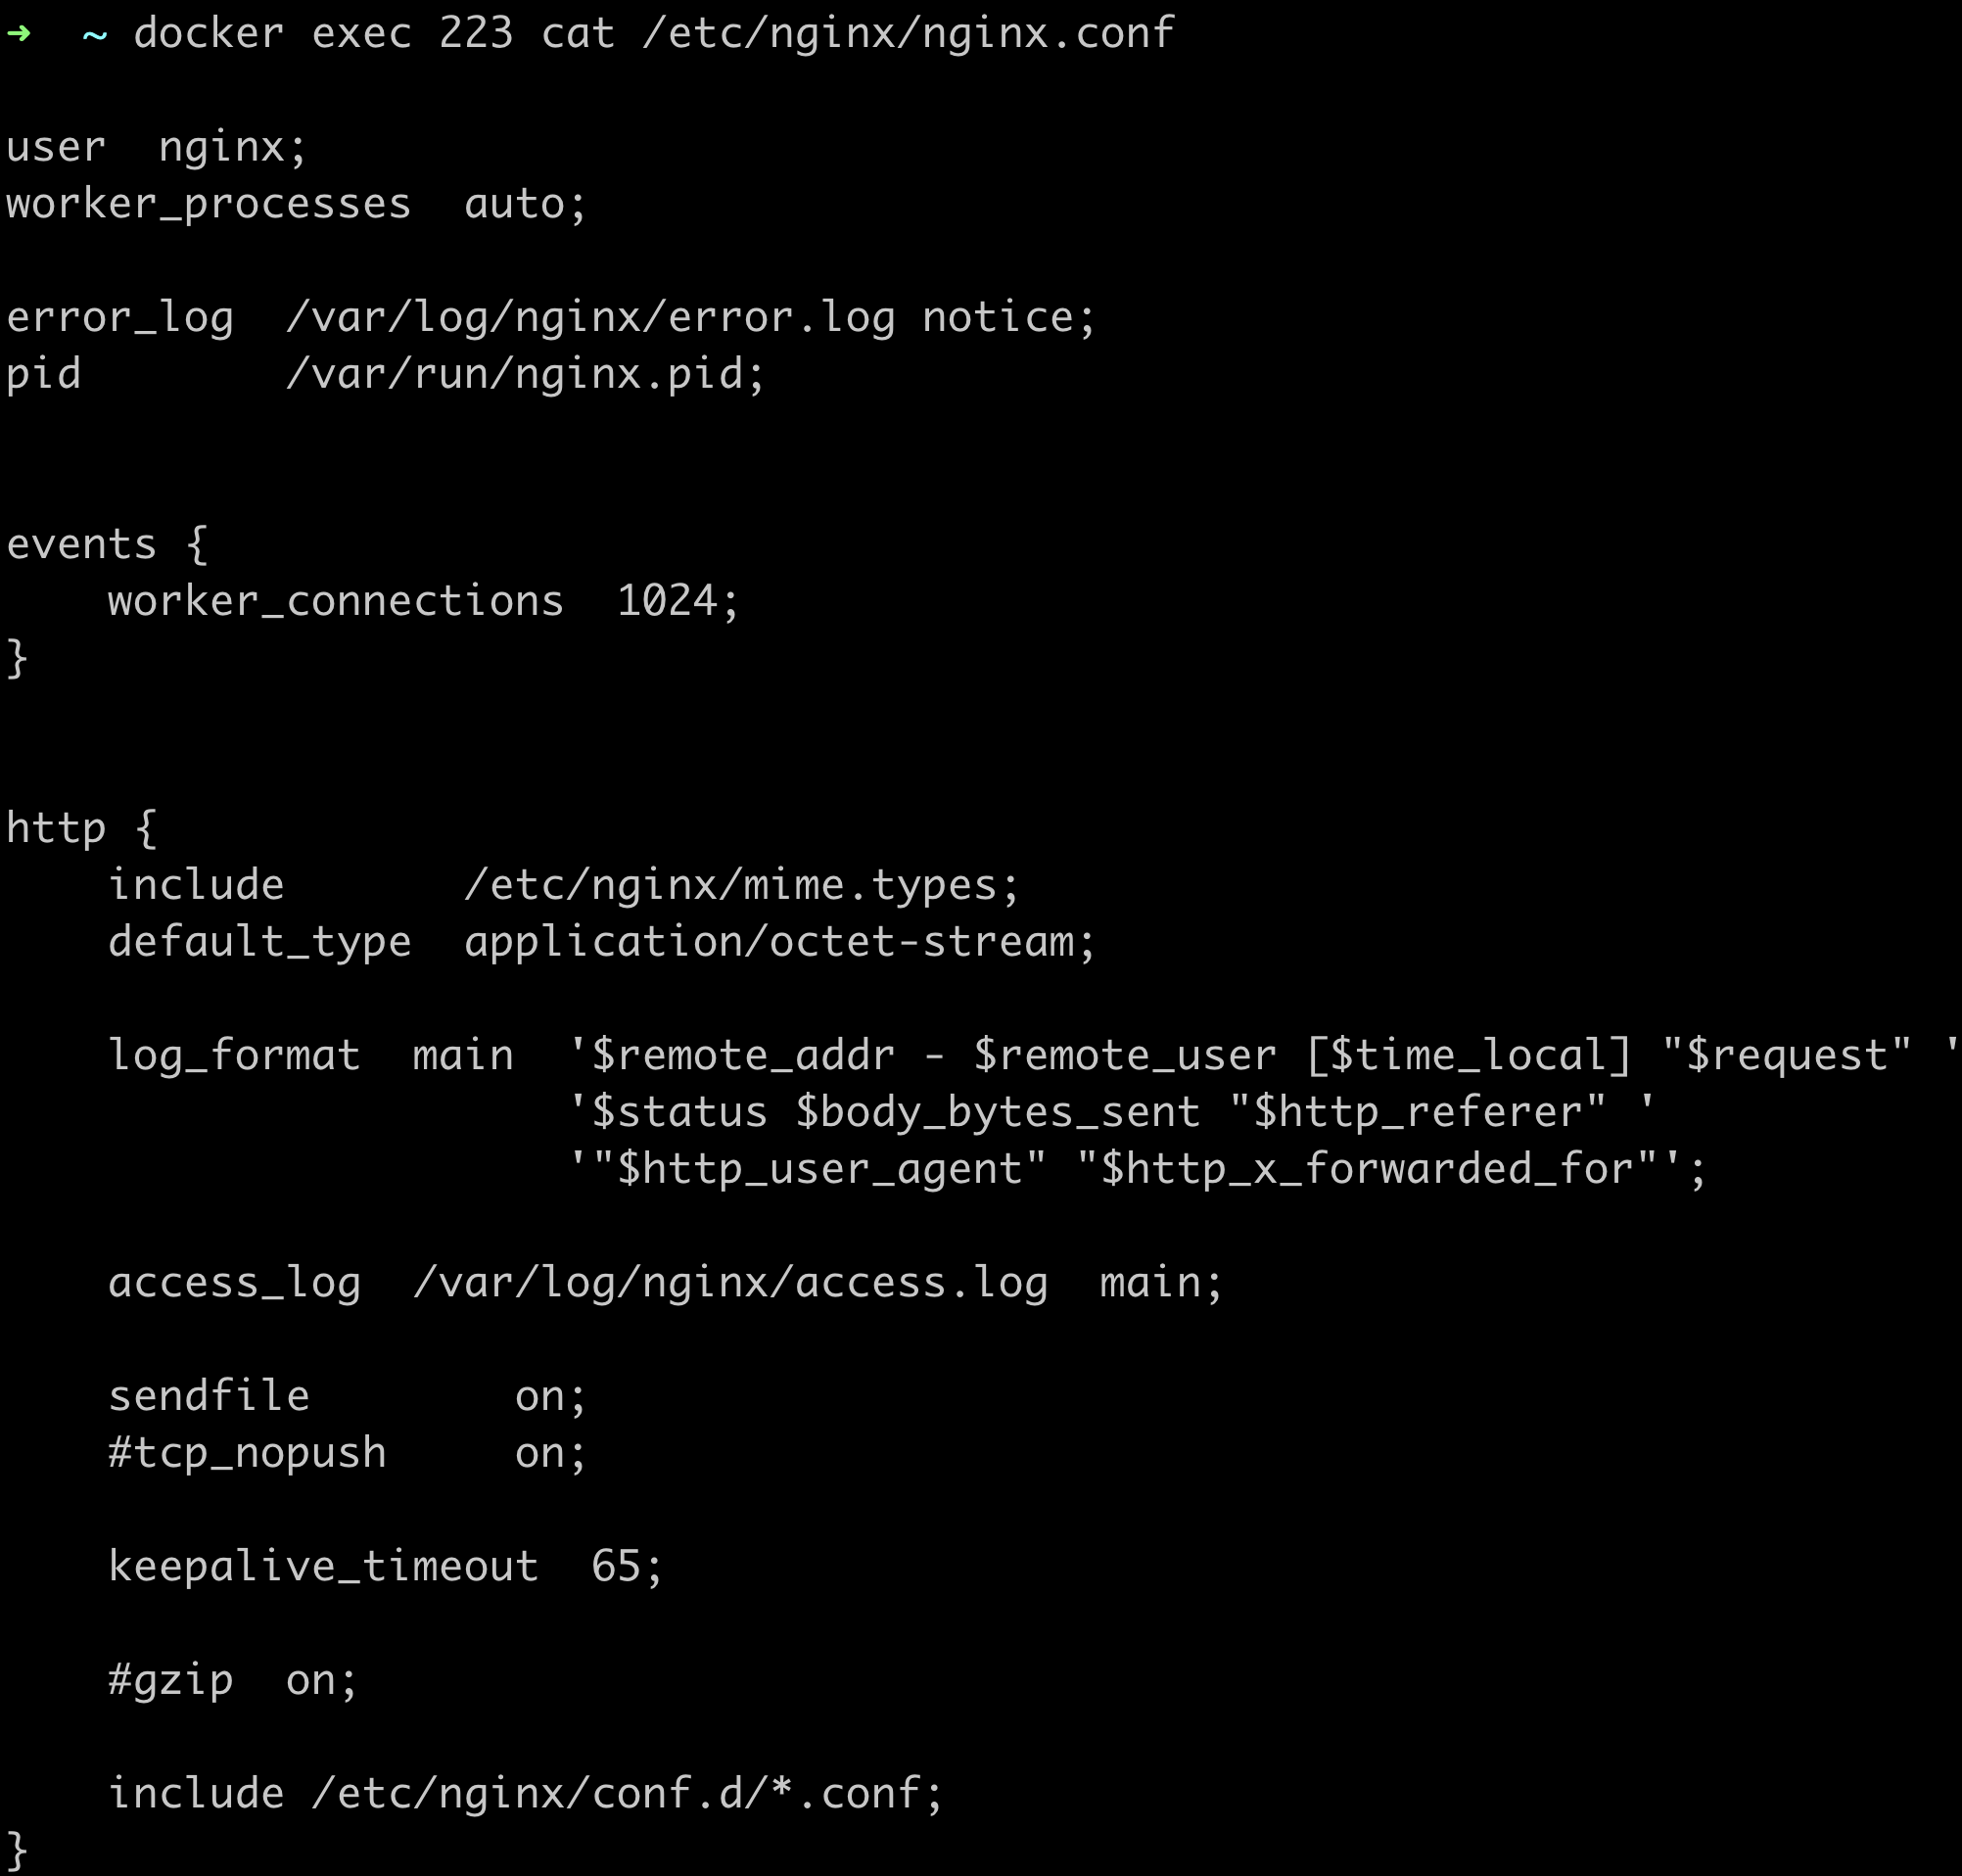 ➜  ~ docker exec 223 cat /etc/nginx/nginx.conf

user  nginx;
worker_processes  auto;

error_log  /var/log/nginx/error.log notice;
pid        /var/run/nginx.pid;


events {
    worker_connections  1024;
}


http {
    include       /etc/nginx/mime.types;
    default_type  application/octet-stream;

    log_format  main  '$remote_addr - $remote_user [$time_local] "$request" '
                      '$status $body_bytes_sent "$http_referer" '
                      '"$http_user_agent" "$http_x_forwarded_for"';

    access_log  /var/log/nginx/access.log  main;

    sendfile        on;
    #tcp_nopush     on;

    keepalive_timeout  65;

    #gzip  on;

    include /etc/nginx/conf.d/*.conf;
}